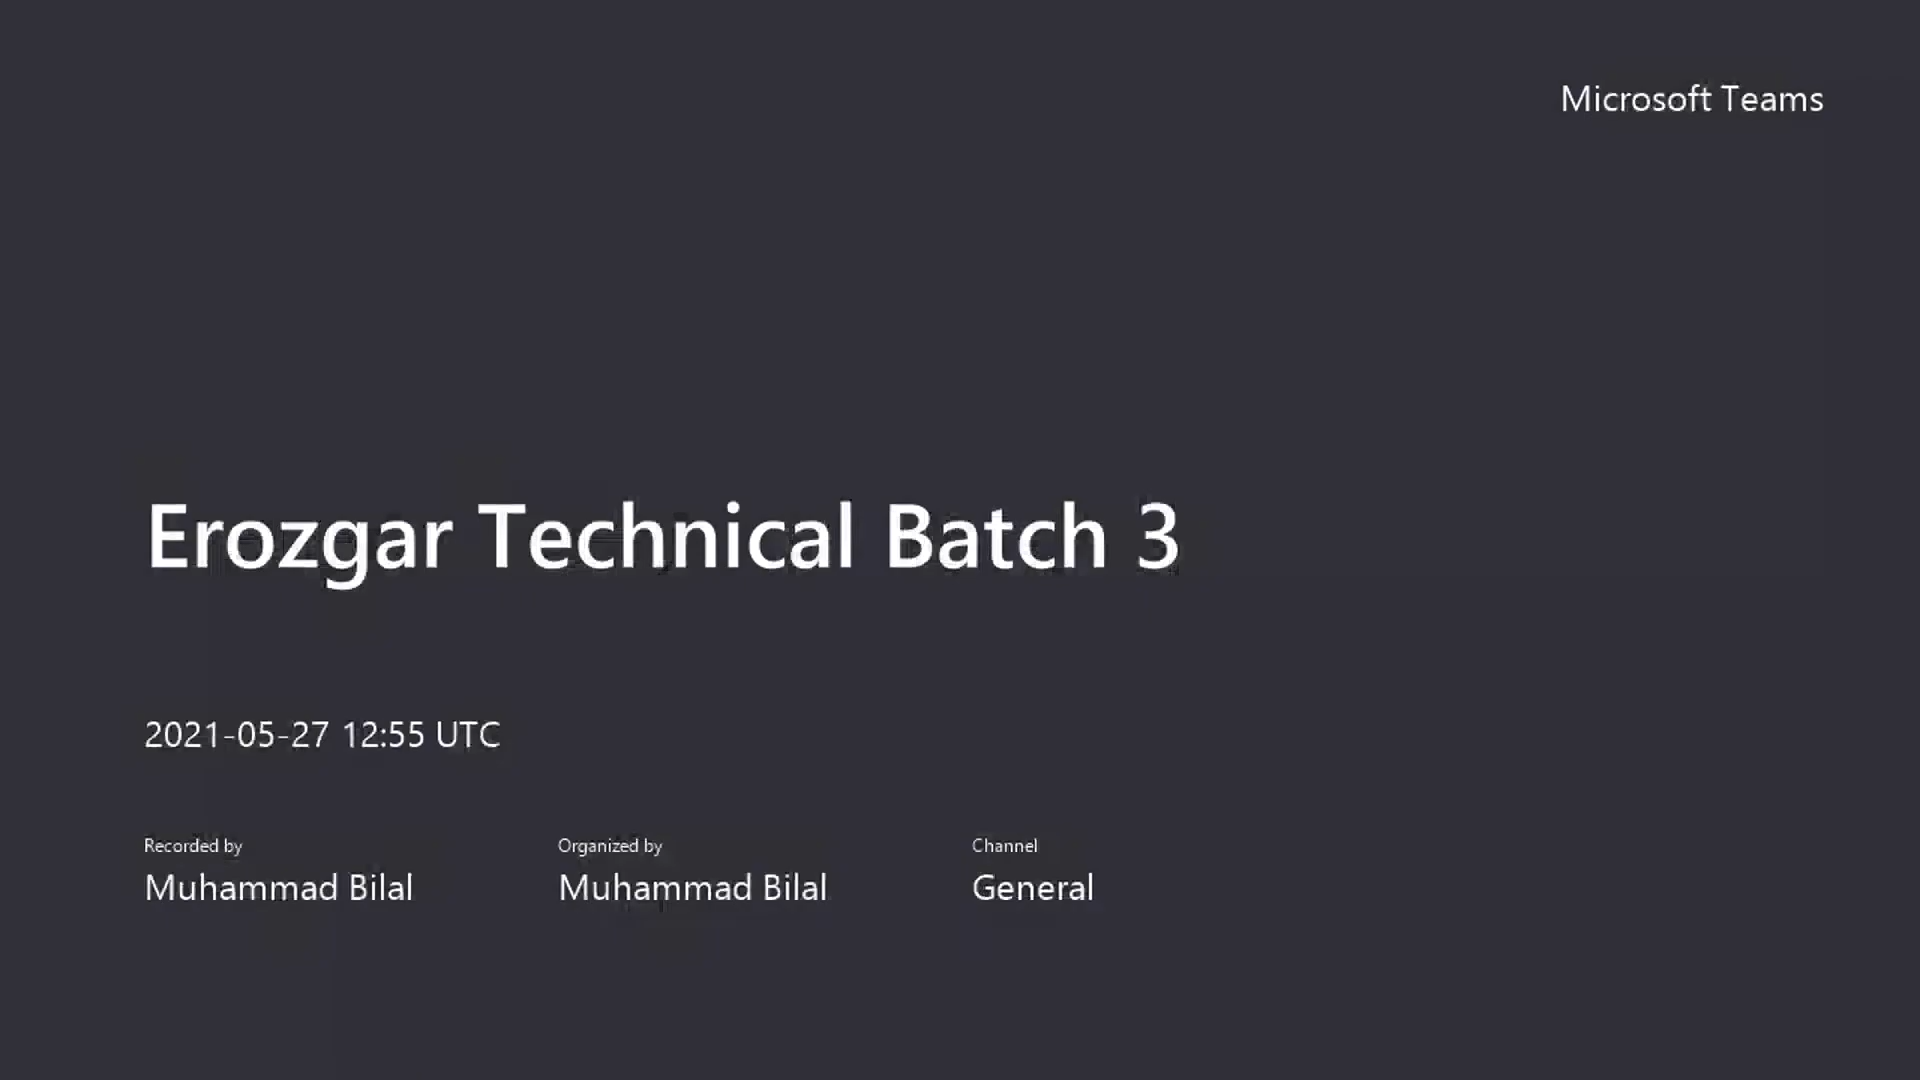 Microsoft Teams
Erozgar Technical Batch 3
2021-05-27 12:55 UTC
Recorded by
Muhammad Bilal
Organized by
Muhammad Bilal
Channel
General